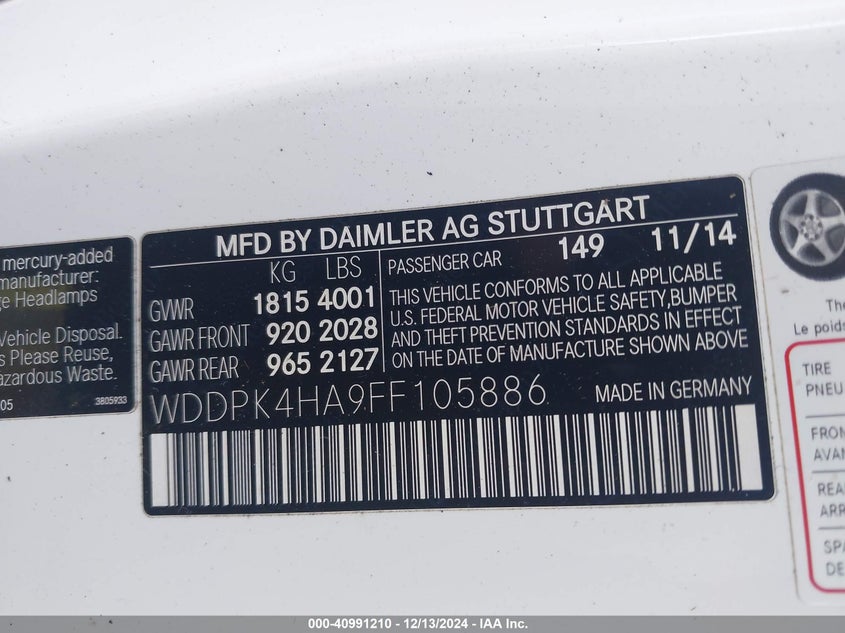 mercury-added
manufacturer:
ge Headlamps
Vehicle Disposal.
s Please Reuse,
azardous Waste.
05 3805933
MFD BY DAIMLER AG STUTTGART
KG LBS
GVWR 1815 4001
GAWR FRONT 920 2028
GAWR REAR 965 2127
PASSENGER CAR 149 11/14
THIS VEHICLE CONFORMS TO ALL APPLICABLE
U.S. FEDERAL MOTOR VEHICLE SAFETY,BUMPER
AND THEFT PREVENTION STANDARDS IN EFFECT
ON THE DATE OF MANUFACTURE SHOWN ABOVE
WDDPK4HA9FF105886 MADE IN GERMANY
The
Le poids
TIRE
PNEU
FRON
AVAN
REA
ARR
SPA
DE
000-40991210 - 12/13/2024 - IAA Inc.